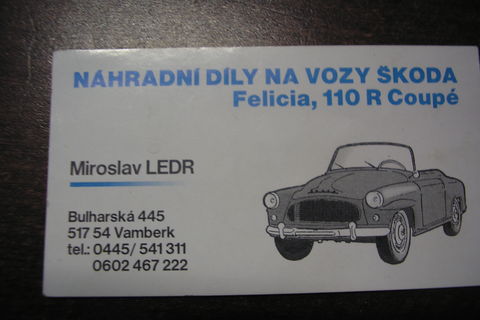 NÁHRADNÍ DÍLY NA VOZY ŠKODA
Felicia, 110 R Coupé
Miroslav LEDR
Bulharská 445
517 54 Vamberk
tel.: 0445/ 541 311
0602 467 222